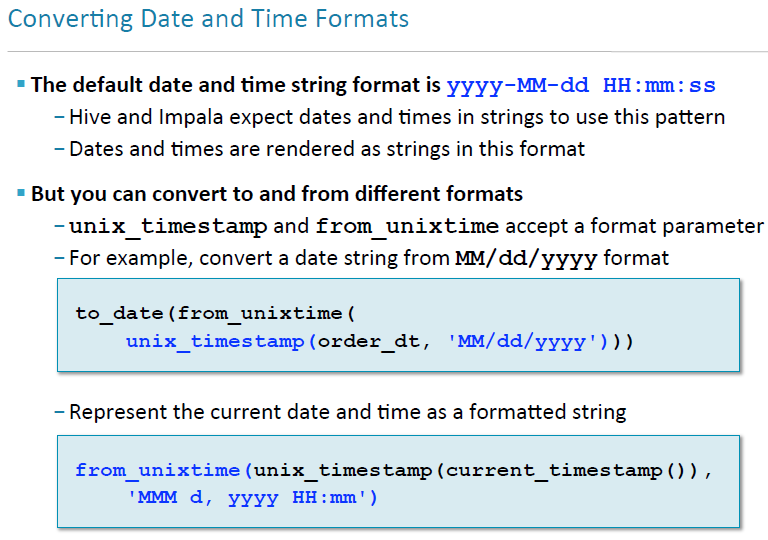 Converting Date and Time Formats
▪ The default date and time string format is yyyy-MM-dd HH:mm:ss
– Hive and Impala expect dates and times in strings to use this pattern
– Dates and times are rendered as strings in this format
▪ But you can convert to and from different formats
– unix_timestamp and from_unixtime accept a format parameter
– For example, convert a date string from MM/dd/yyyy format
to_date(from_unixtime(
unix_timestamp(order_dt, 'MM/dd/yyyy')))
– Represent the current date and time as a formatted string
from_unixtime(unix_timestamp(current_timestamp()),
'MMM d, yyyy HH:mm')